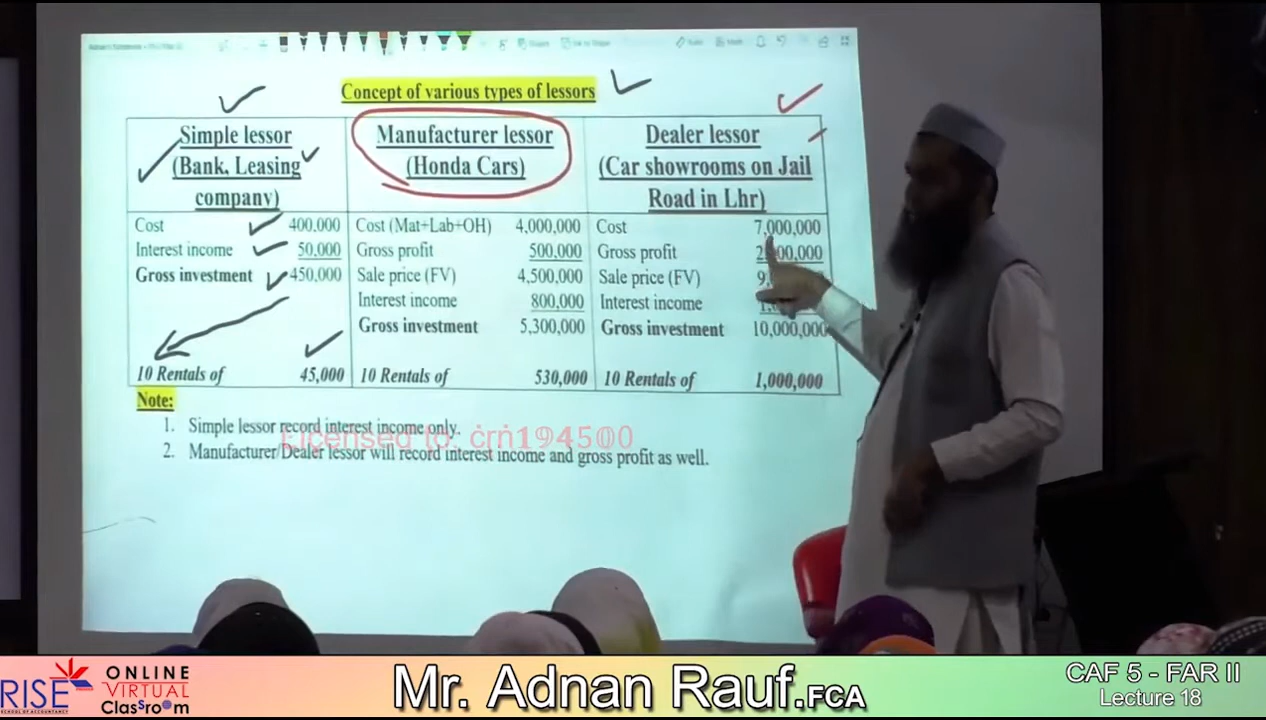 Concept of various types of lessors
Simple lessor
(Bank, Leasing
company)
Manufacturer lessor
(Honda Cars)
Dealer lessor
(Car showrooms on Jail
Road in Lhr)
Cost 400,000
Interest income 50,000
Gross investment 450,000
10 Rentals of 45,000
Cost (Mat+Lab+OH) 4,000,000
Gross profit 500,000
Sale price (FV) 4,500,000
Interest income 800,000
Gross investment 5,300,000
10 Rentals of 530,000
Cost 7,000,000
Gross profit
Sale price (FV)
Interest income
Gross investment 10,000,000
10 Rentals of 1,000,000
Note:
1. Simple lessor record interest income only.
Licensed to: crn194500
2. Manufacturer/Dealer lessor will record interest income and gross profit as well.
RISE
SCHOOL OF ACCOUNTANCY
ONLINE
VIRTUAL
Classroom
Mr. Adnan Rauf.FCA
CAF 5 - FAR II
Lecture 18